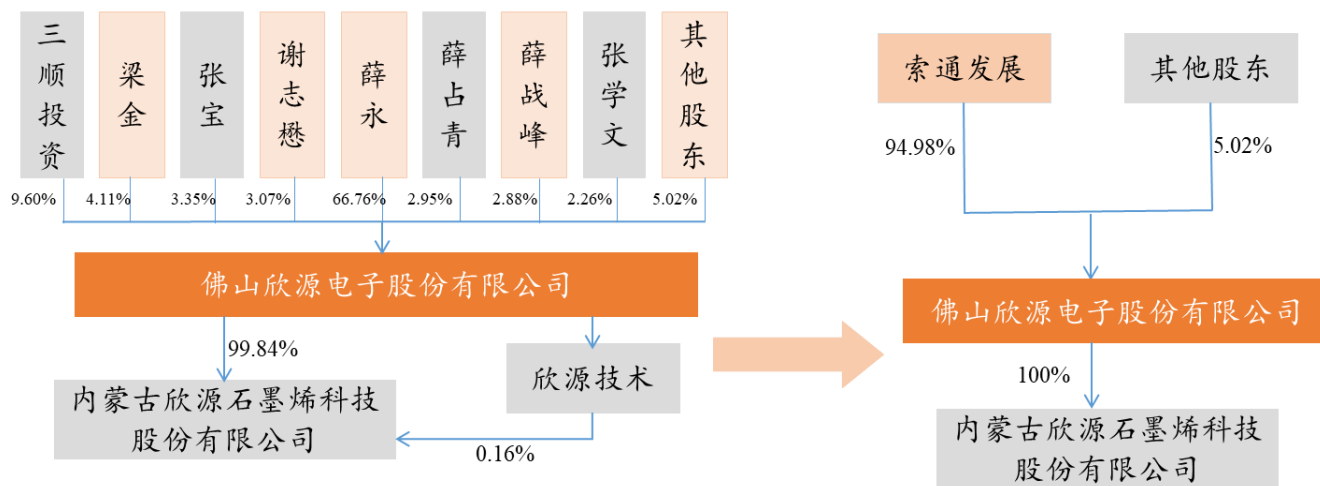 三顺投资
梁金
张宝
谢志懋
薛永
薛占青
薛战峰
张学文
其他股东
9.60%
4.11%
3.35%
3.07%
66.76%
2.95%
2.88%
2.26%
5.02%
佛山欣源电子股份有限公司
99.84%
欣源技术
内蒙古欣源石墨烯科技
股份有限公司
0.16%
索通发展
其他股东
94.98%
5.02%
佛山欣源电子股份有限公司
100%
内蒙古欣源石墨烯科技
股份有限公司